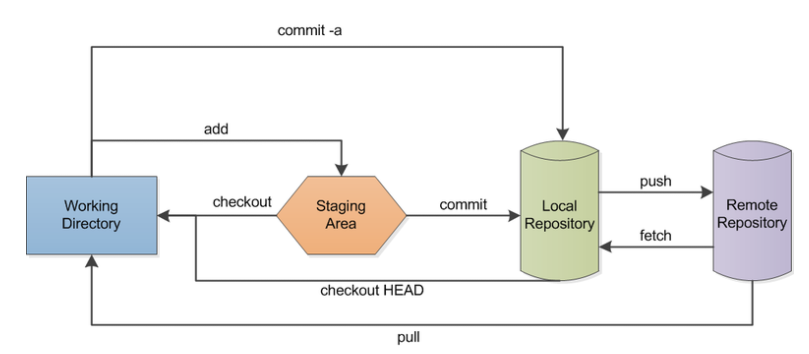 commit -a
add
Working
Directory
checkout
Staging
Area
commit
Local
Repository
push
fetch
Remote
Repository
checkout HEAD
pull